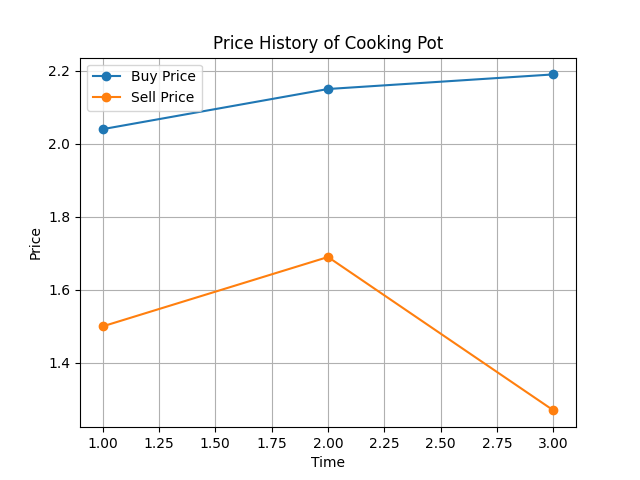 Price History of Cooking Pot
Buy Price
Sell Price
Price
2.2
2.0
1.8
1.6
1.4
1.00 1.25 1.50 1.75 2.00 2.25 2.50 2.75 3.00
Time